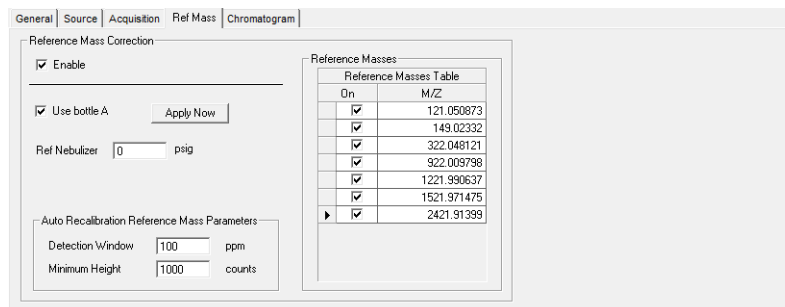 General Source Acquisition Ref Mass Chromatogram
Reference Mass Correction
Enable
Use bottle A Apply Now
Ref Nebulizer 0 psig
Auto Recalibration Reference Mass Parameters
Detection Window 100 ppm
Minimum Height 1000 counts
Reference Masses
Reference Masses Table
On M/Z
121.050873
149.02332
322.048121
922.009798
1221.990637
1521.971475
2421.91399